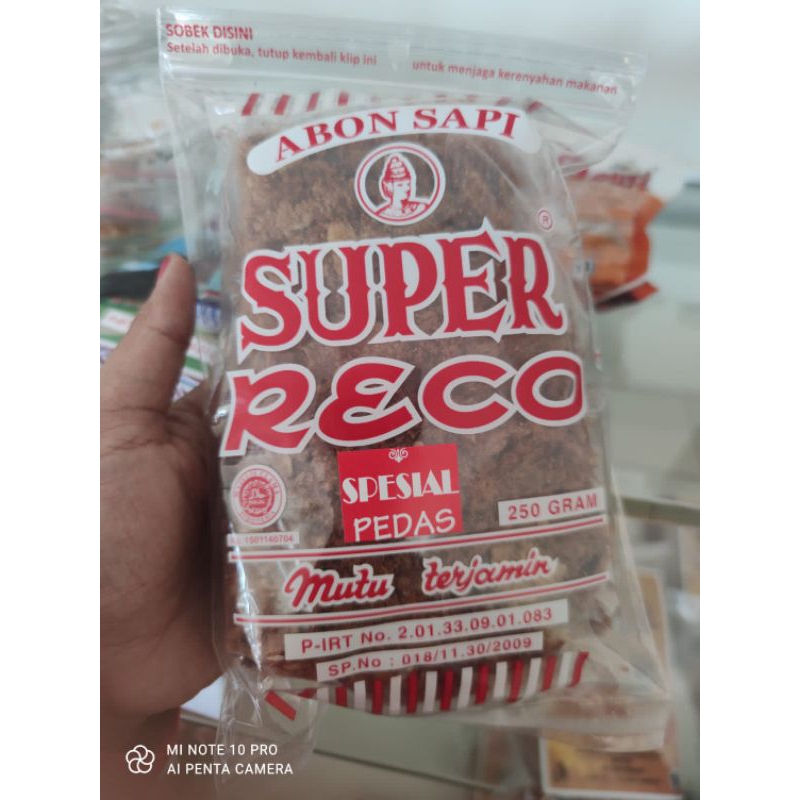 SOBEK DISINI
Setelah dibuka, tutup kembali klip ini untuk menjaga kerenyahan makanan
ABON SAPI
®
SUPER
RECO
SPESIAL
PEDAS
250 GRAM
Mutu terjamin
P-IRT No. 2.01.33.09.01.083
SP.No : 018/11.30/2009
MI NOTE 10 PRO
AI PENTA CAMERA